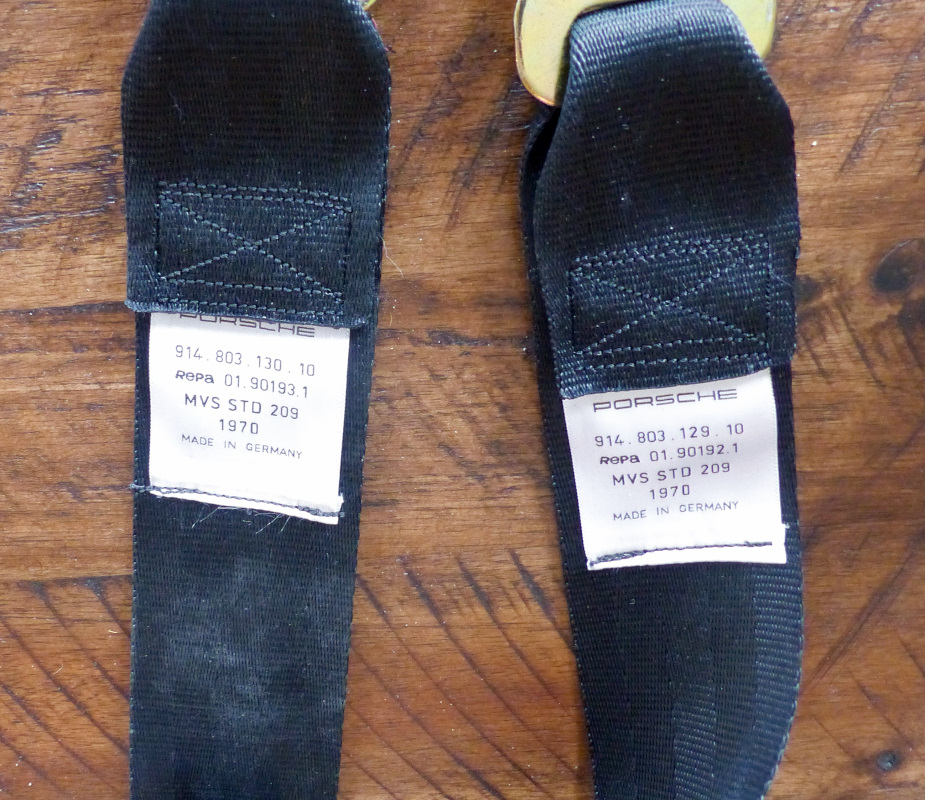 PORSCHE
914.803.130.10
Repa 01.90193.1
MVS STD 209
1970
MADE IN GERMANY
PORSCHE
914.803.129.10
Repa 01.90192.1
MVS STD 209
1970
MADE IN GERMANY